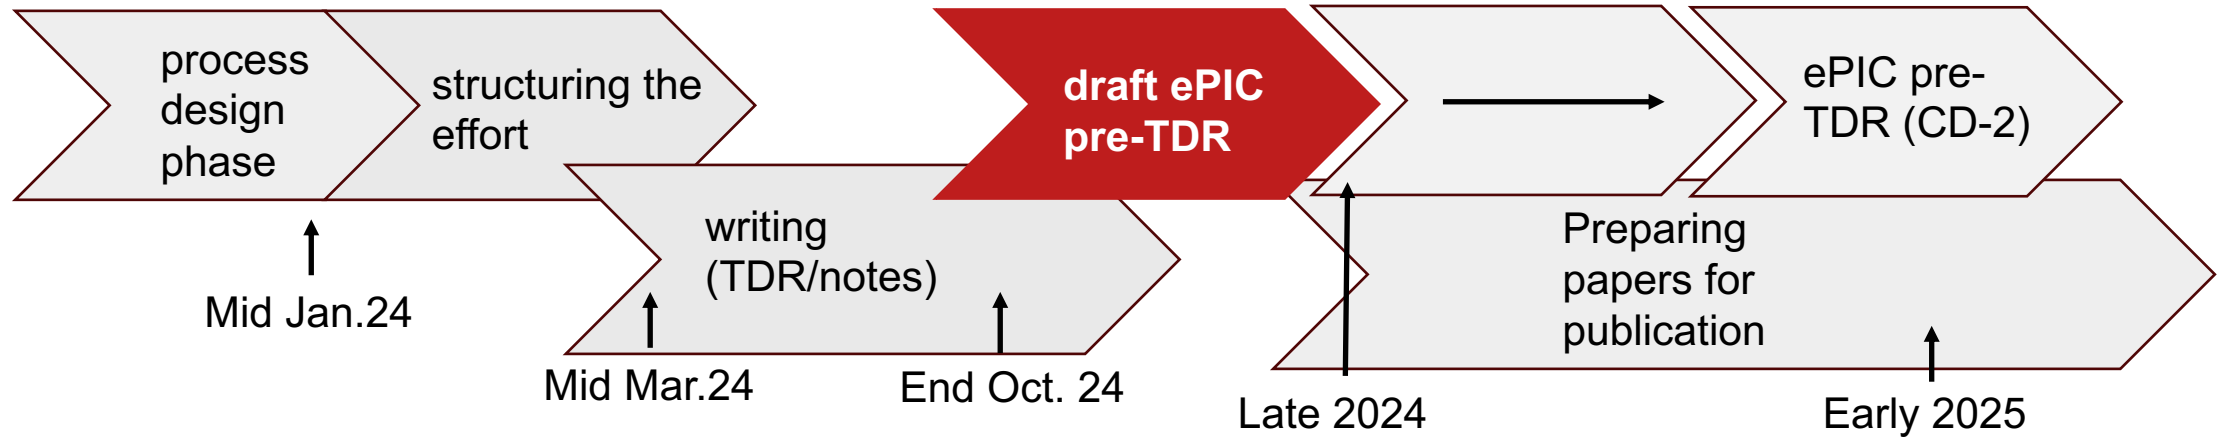 process
design
phase
structuring the
effort
draft ePIC
pre-TDR
ePIC pre-
TDR (CD-2)
writing
(TDR/notes)
Preparing
papers for
publication
Mid Jan.24
Mid Mar.24
End Oct. 24
Late 2024
Early 2025